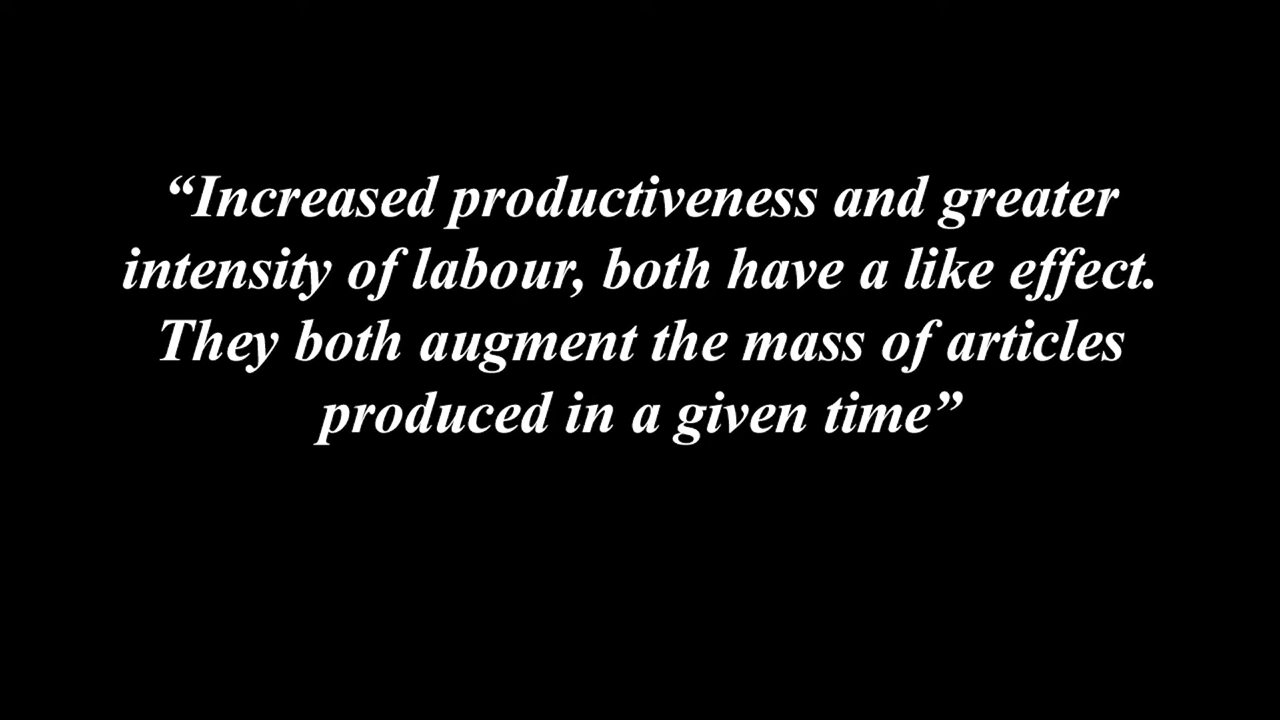 “Increased productiveness and greater
intensity of labour, both have a like effect.
They both augment the mass of articles
produced in a given time”